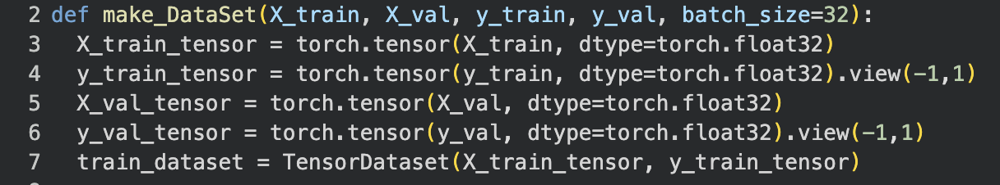 2 def make_DataSet(X_train, X_val, y_train, y_val, batch_size=32):
3   X_train_tensor = torch.tensor(X_train, dtype=torch.float32)
4   y_train_tensor = torch.tensor(y_train, dtype=torch.float32).view(-1,1)
5   X_val_tensor = torch.tensor(X_val, dtype=torch.float32)
6   y_val_tensor = torch.tensor(y_val, dtype=torch.float32).view(-1,1)
7   train_dataset = TensorDataset(X_train_tensor, y_train_tensor)